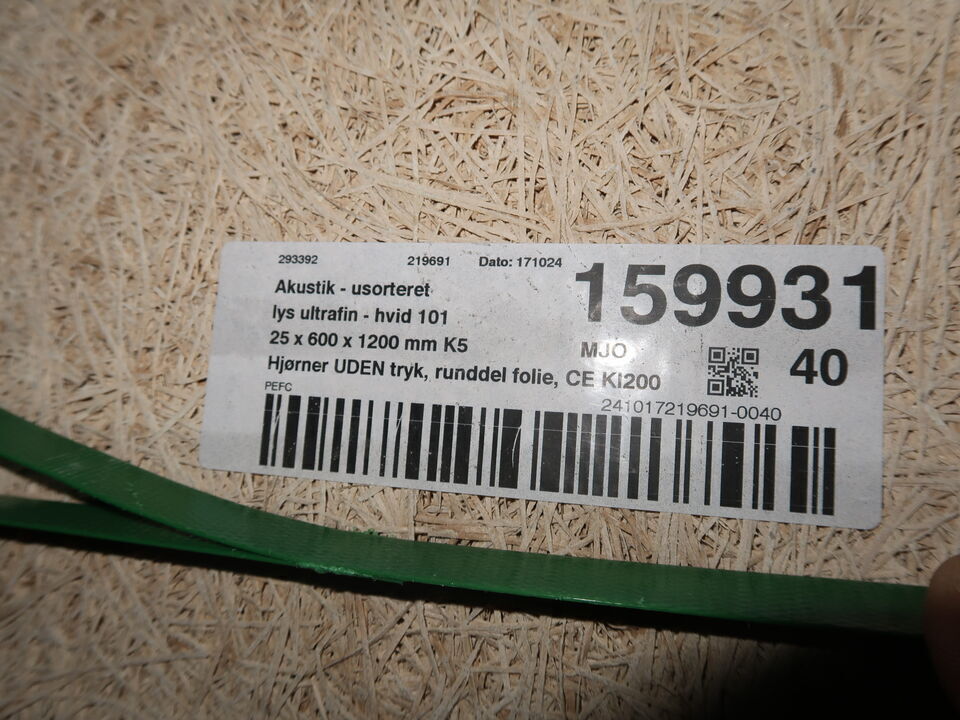 293392 219691 Dato: 171024
159931
Akustik - usorteret
lys ultrafin - hvid 101
25 x 600 x 1200 mm K5
MJO 40
Hjørner UDEN tryk, runddel folie, CE KI200
PEFC
241017219691-0040